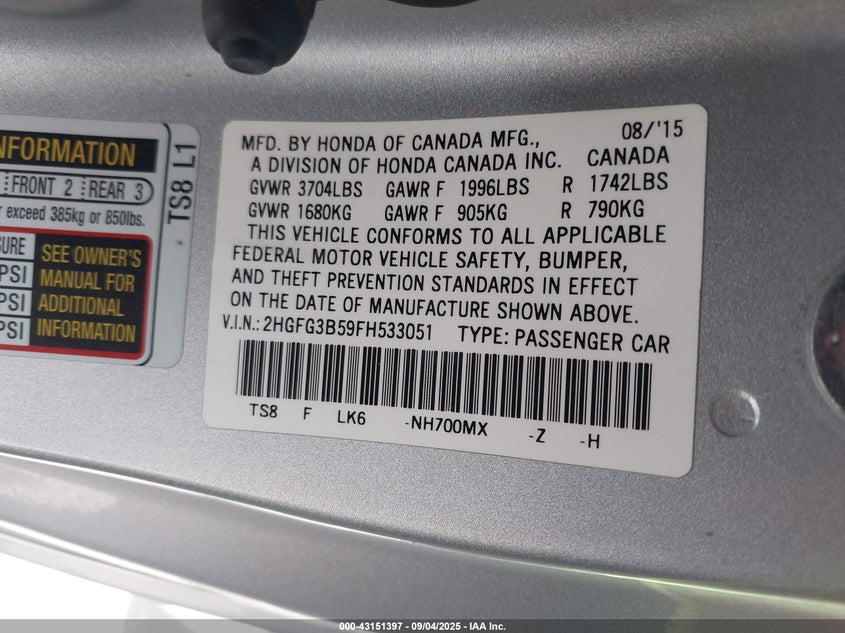 NFORMATION
FRONT 2 REAR 3
r exceed 385kg or 850lbs.
SURE
PSI
PSI
PSI
SEE OWNER'S
MANUAL FOR
ADDITIONAL
INFORMATION
TS8 L1
MFD. BY HONDA OF CANADA MFG., 08/'15
A DIVISION OF HONDA CANADA INC. CANADA
GVWR 3704LBS GAWR F 1996LBS R 1742LBS
GVWR 1680KG GAWR F 905KG R 790KG
THIS VEHICLE CONFORMS TO ALL APPLICABLE
FEDERAL MOTOR VEHICLE SAFETY, BUMPER,
AND THEFT PREVENTION STANDARDS IN EFFECT
ON THE DATE OF MANUFACTURE SHOWN ABOVE.
V.I.N.: 2HGFG3B59FH533051 TYPE: PASSENGER CAR
TS8 F LK6 -NH700MX -Z -H
000-43151397 - 09/04/2025 - IAA Inc.